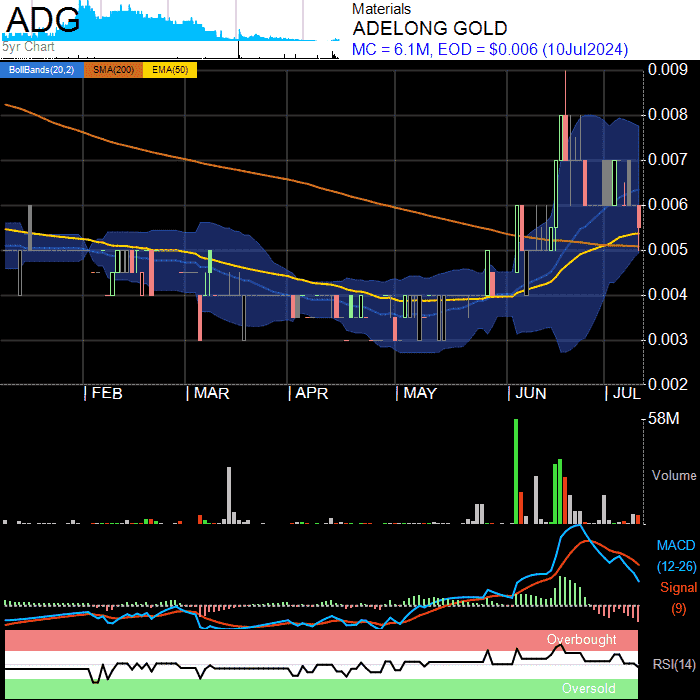 ADG
5yr Chart
Materials
ADELONG GOLD
MC = 6.1M, EOD = $0.006 (10Jul2024)
BollBands(20,2) SMA(200) EMA(50)
0.009
0.008
0.007
0.006
0.005
0.004
0.003
0.002
FEB MAR APR MAY JUN JUL
58M
Volume
MACD
(12-26)
Signal
(9)
Overbought
RSI(14)
Oversold